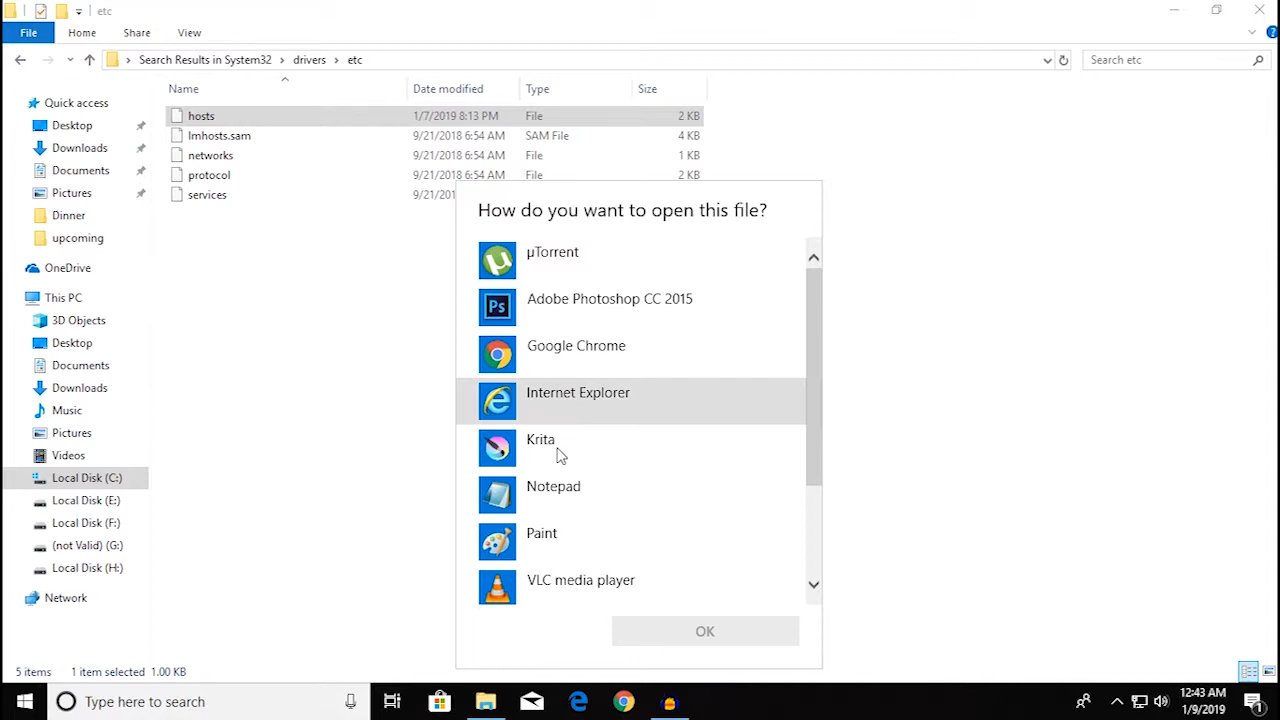 etc
File Home Share View
Search Results in System32 drivers etc Search etc
Name Date modified Type Size
hosts 1/7/2019 8:13 PM File 2 KB
lmhosts.sam 9/21/2018 6:54 AM SAM File 4 KB
networks 9/21/2018 6:54 AM File 1 KB
protocol 9/21/2018 6:54 AM File 2 KB
services 9/21/201
Quick access
Desktop
Downloads
Documents
Pictures
Dinner
upcoming
OneDrive
This PC
3D Objects
Desktop
Documents
Downloads
Music
Pictures
Videos
Local Disk (C:)
Local Disk (E:)
Local Disk (F:)
(not Valid) (G:)
Local Disk (H:)
Network
How do you want to open this file?
µTorrent
Ps Adobe Photoshop CC 2015
Google Chrome
Internet Explorer
Krita
Notepad
Paint
VLC media player
OK
5 items 1 item selected 1.00 KB
Type here to search
12:43 AM
1/9/2019
1